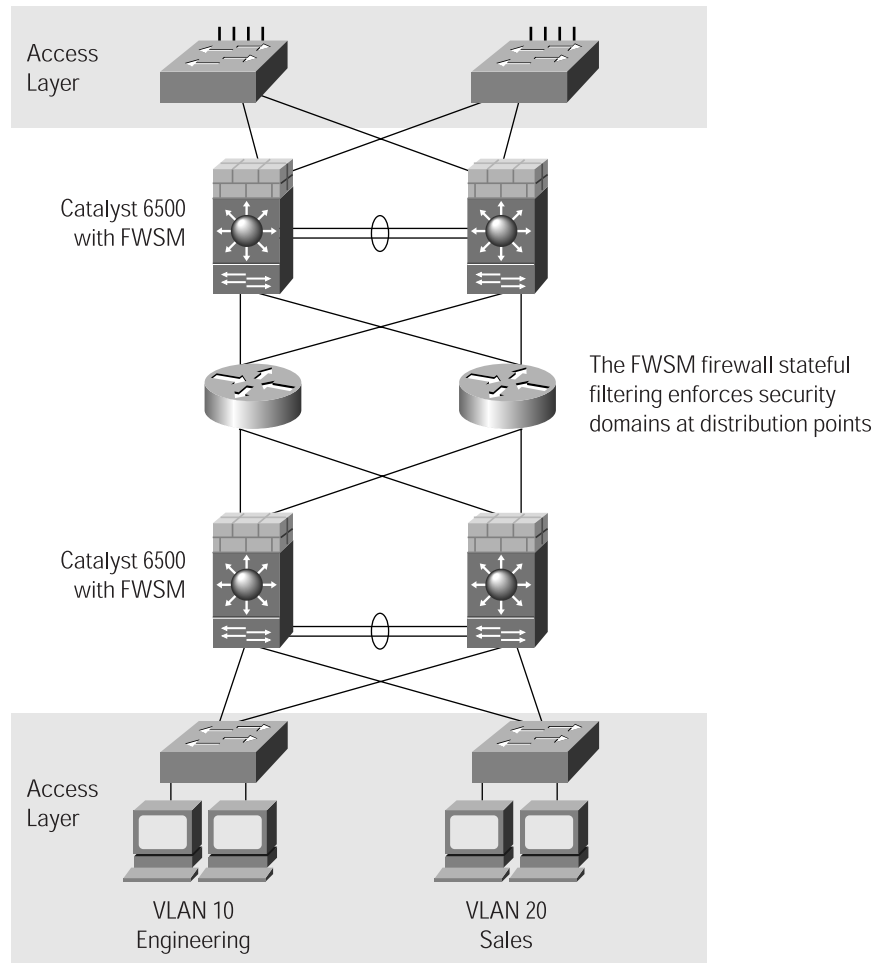 Access
Layer
Catalyst 6500
with FWSM
The FWSM firewall stateful
filtering enforces security
domains at distribution points
Catalyst 6500
with FWSM
Access
Layer
VLAN 10
Engineering
VLAN 20
Sales